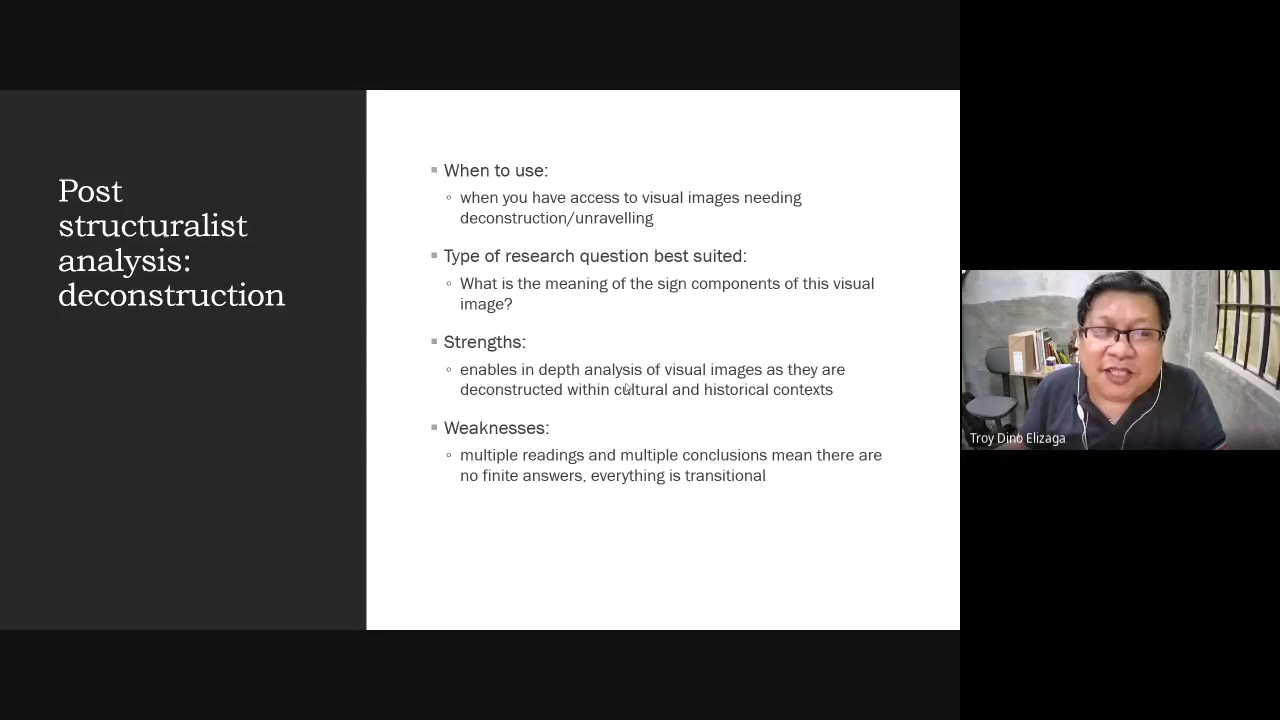 Post
structuralist
analysis:
deconstruction
When to use:
when you have access to visual images needing
deconstruction/unravelling
Type of research question best suited:
What is the meaning of the sign components of this visual
image?
Strengths:
enables in depth analysis of visual images as they are
deconstructed within cultural and historical contexts
Weaknesses:
multiple readings and multiple conclusions mean there are
no finite answers, everything is transitional
Troy Dino Elizaga